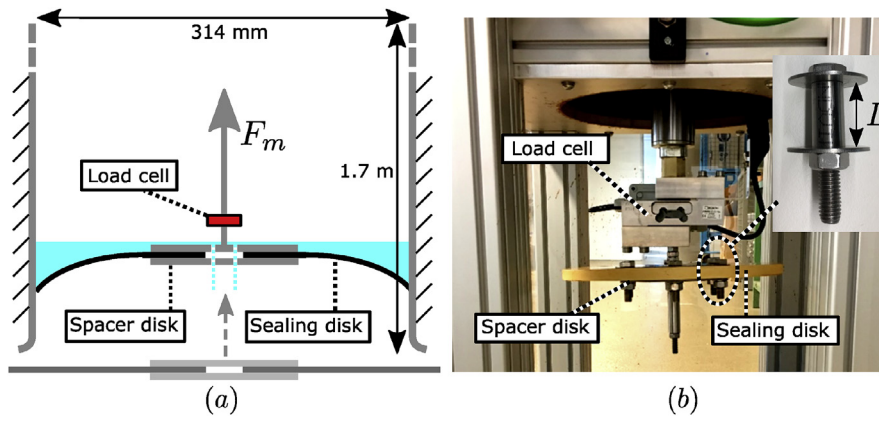 314 mm
F_m
1.7 m
Load cell
Spacer disk
Sealing disk
(a)
Load cell
L
Spacer disk
Sealing disk
(b)